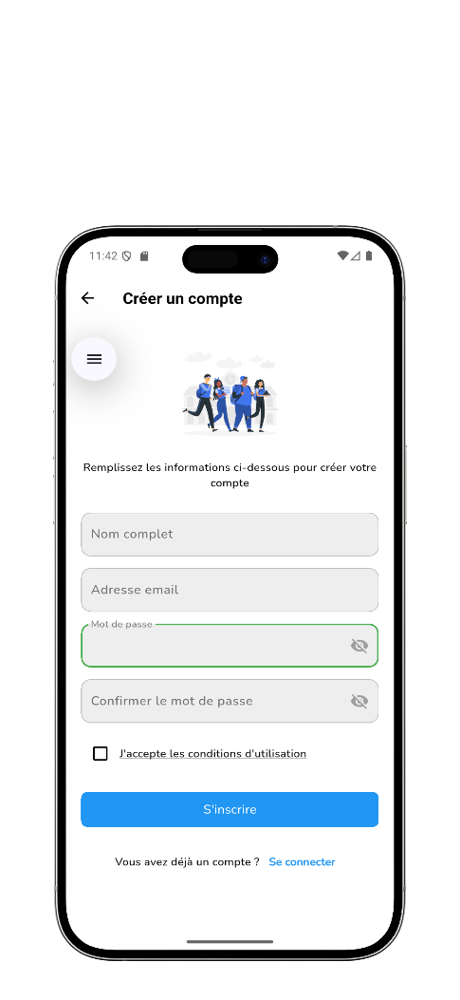 11:42
Créer un compte
Remplissez les informations ci-dessous pour créer votre
compte
Nom complet
Adresse email
Mot de passe
Confirmer le mot de passe
J'accepte les conditions d'utilisation
S'inscrire
Vous avez déjà un compte ? Se connecter